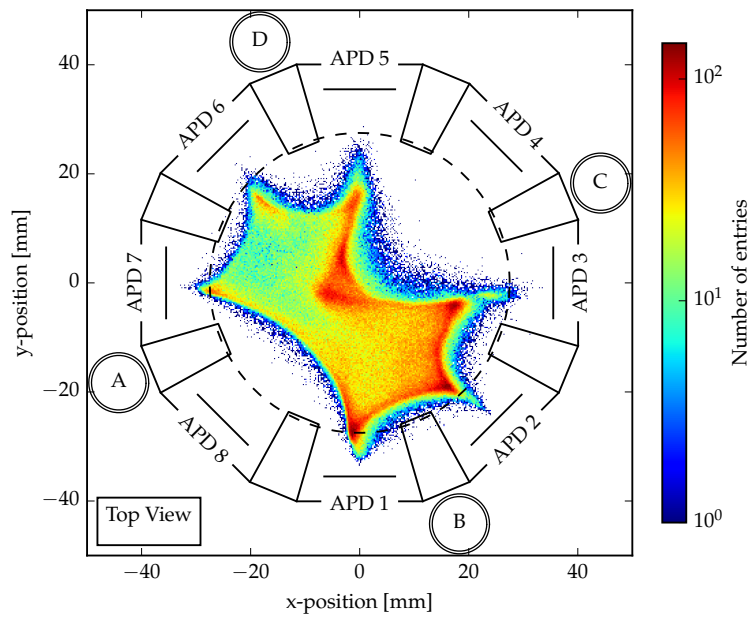 D
APD 5
APD 6
APD 4
C
APD 7
APD 3
A
APD 8
APD 2
APD 1
B
Top View
40
20
0
−20
−40
y-position [mm]
−40
−20
0
20
40
x-position [mm]
10²
10¹
10⁰
Number of entries